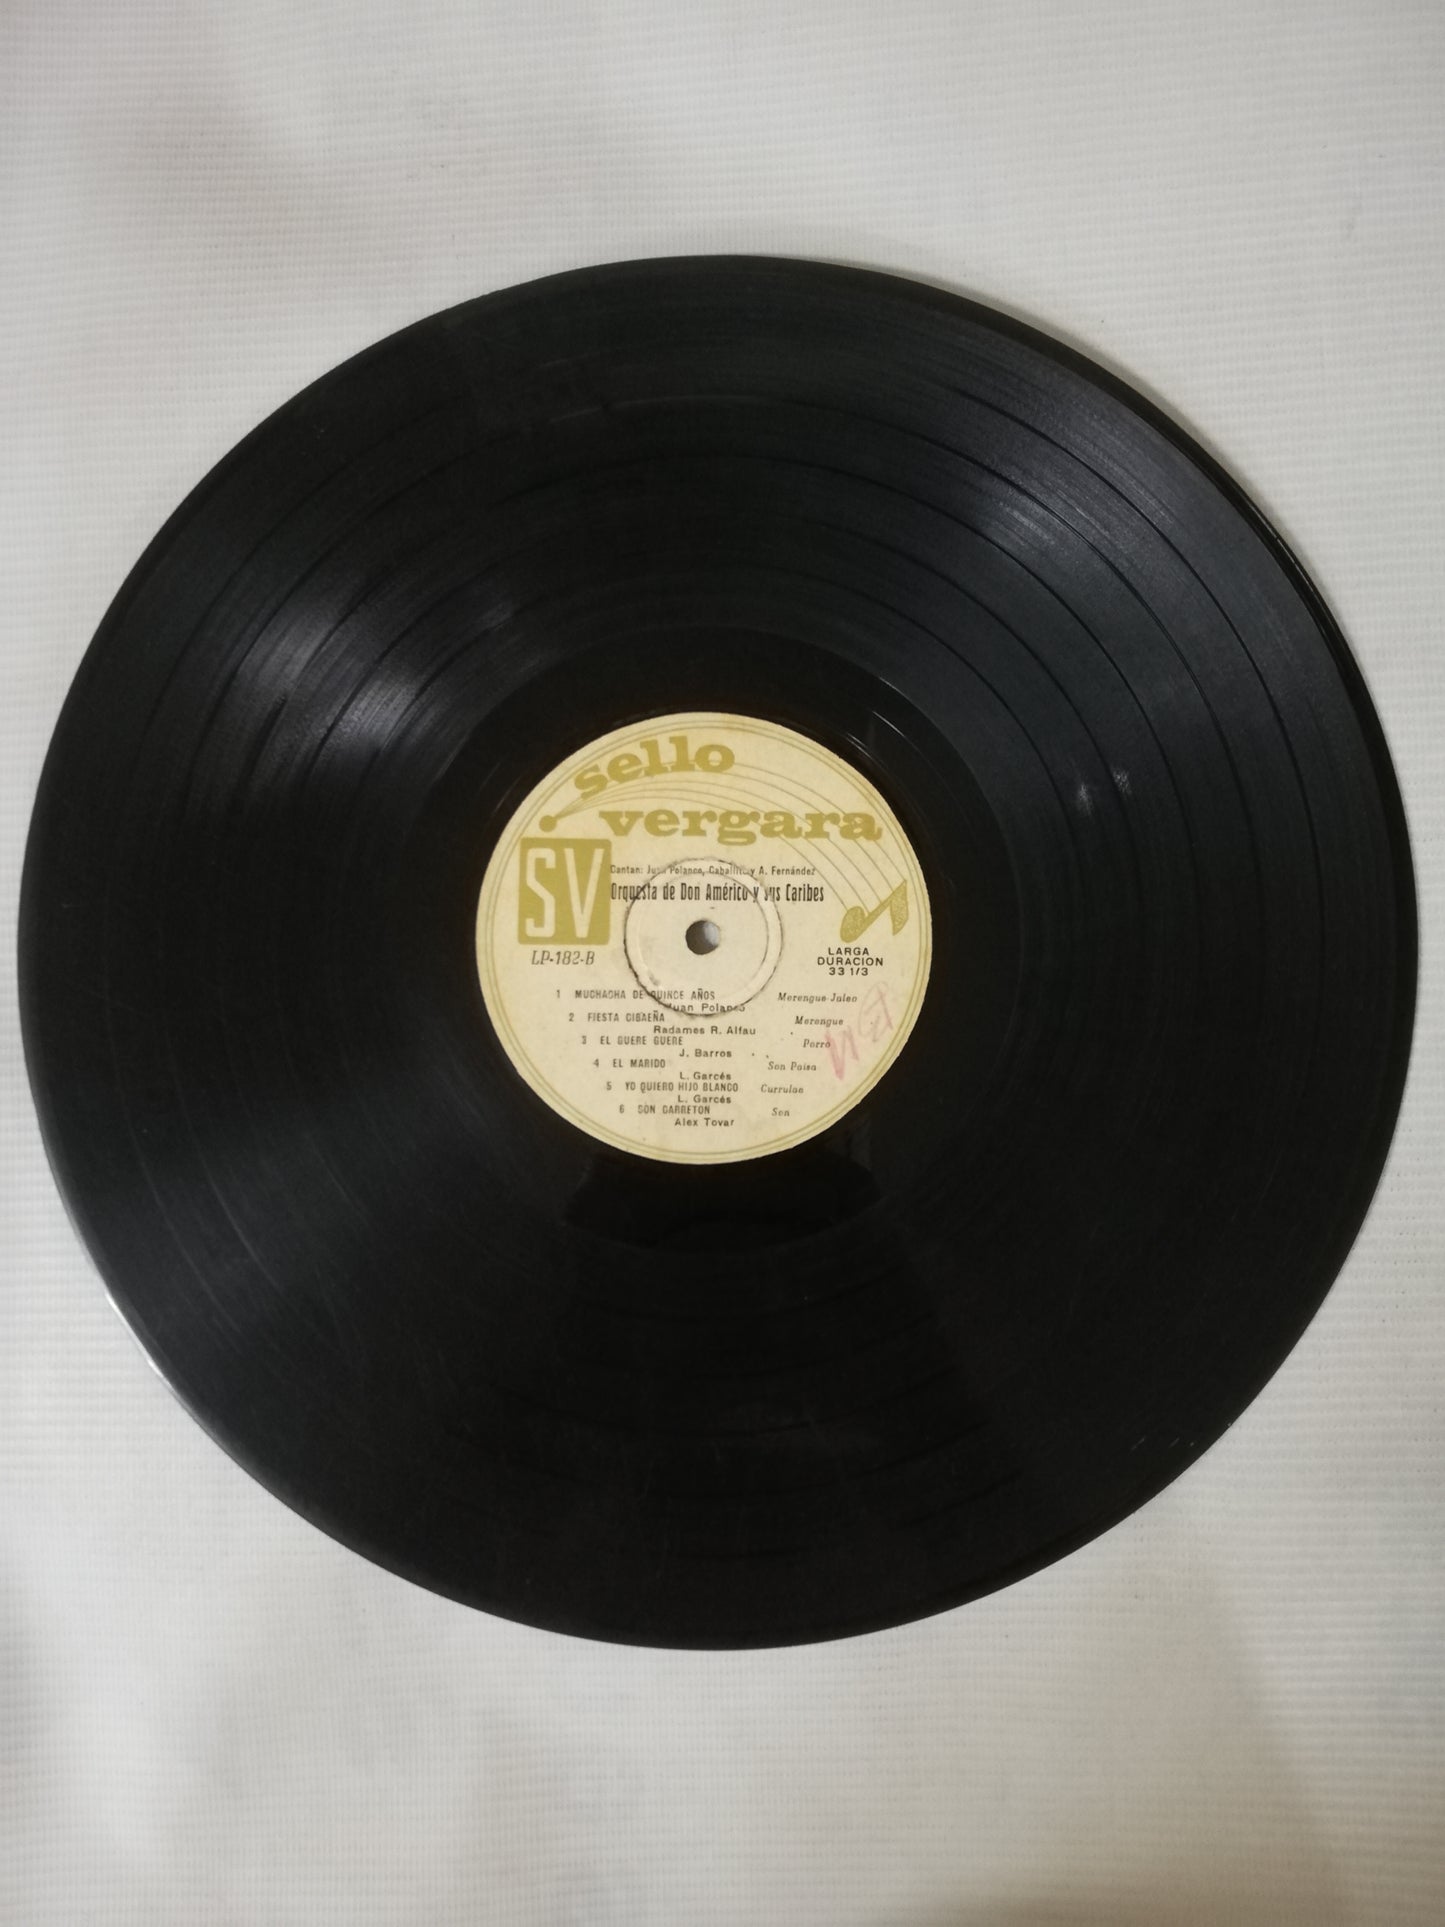 sello
vergara
SV
Cantan: Juan Polanco, Caballito y A. Fernández
Orquesta de Don Américo y sus Caribes
LP-182-B
LARGA
DURACION
33 1/3
1 MUCHACHA DE QUINCE AÑOS Merengue-Jaleo
Juan Polanco
2 FIESTA CIBAEÑA Merengue
Radames R. Alfau
3 EL GUERE GUERE Porro
J. Barros
4 EL MARIDO Son Paisa
L. Garcés
5 YO QUIERO HIJO BLANCO Currulao
L. Garcés
6 SON CARRETON Son
Alex Tovar